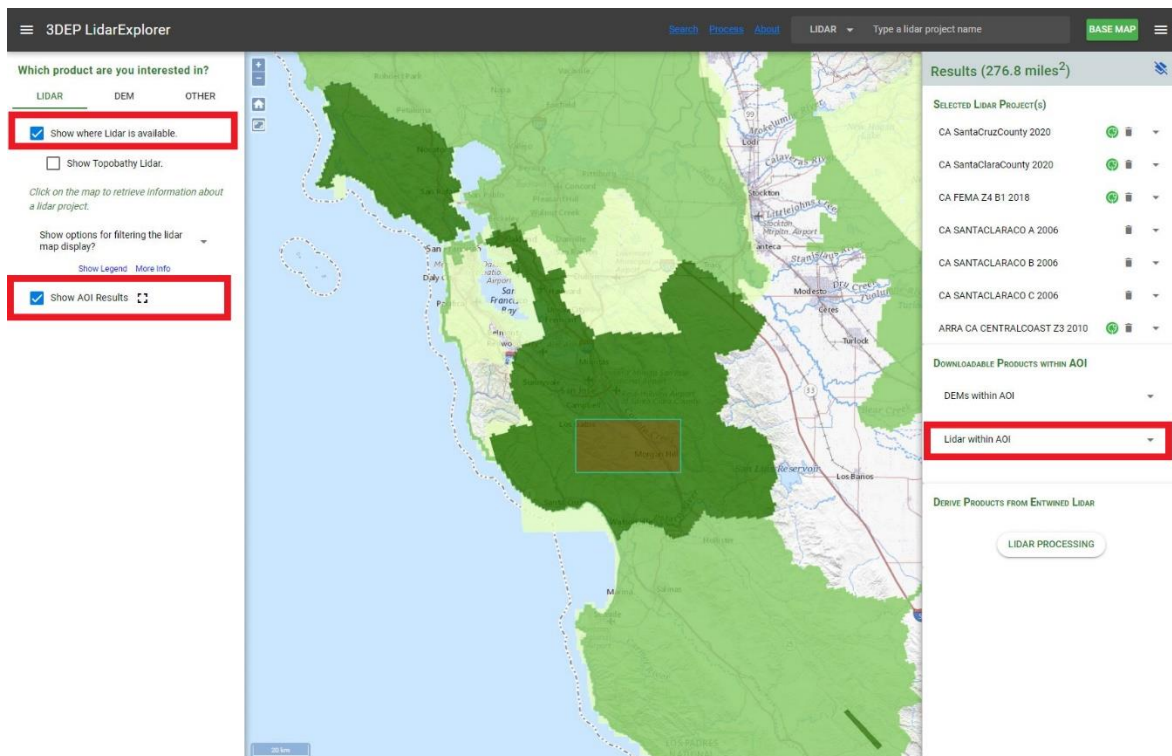 3DEP LidarExplorer
Search Process About
LIDAR
Type a lidar project name
BASE MAP
Which product are you interested in?
LIDAR DEM OTHER
Show where Lidar is available.
Show Topobathy Lidar.
Click on the map to retrieve information about
a lidar project.
Show options for filtering the lidar
map display?
Show Legend More Info
Show AOI Results
Lodi
Stockton
Modesto
Ceres
Turlock
Los Banos
San Luis Reservoir
Morgan Hill
20 km
Results (276.8 miles2)
SELECTED LIDAR PROJECT(S)
CA SantaCruzCounty 2020
CA SantaClaraCounty 2020
CA FEMA Z4 B1 2018
CA SANTACLARACO A 2006
CA SANTACLARACO B 2006
CA SANTACLARACO C 2006
ARRA CA CENTRALCOAST Z3 2010
DOWNLOADABLE PRODUCTS WITHIN AOI
DEMs within AOI
Lidar within AOI
DERIVE PRODUCTS FROM ENTWINED LIDAR
LIDAR PROCESSING